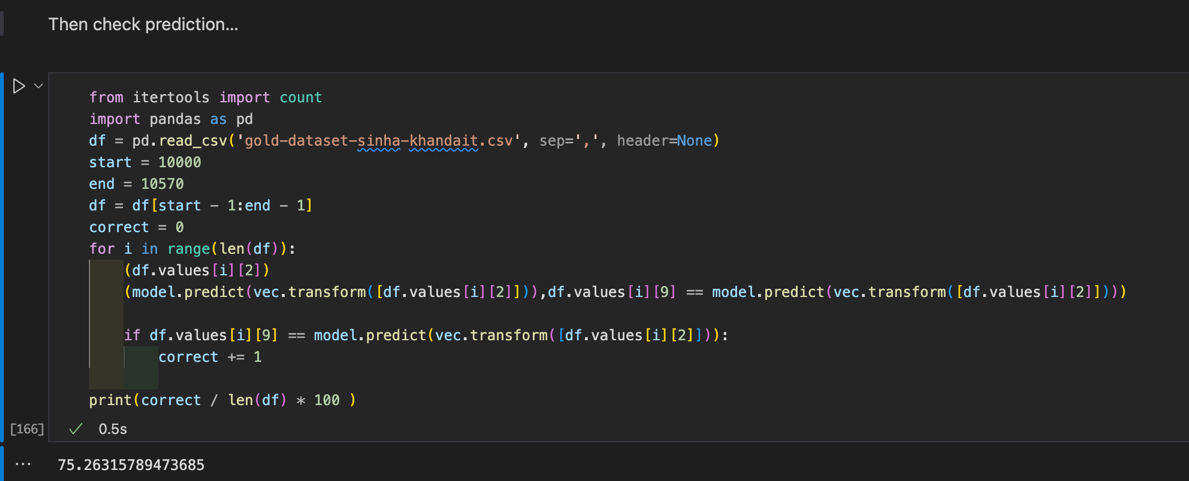 Then check prediction...
from itertools import count
import pandas as pd
df = pd.read_csv('gold-dataset-sinha-khandait.csv', sep=',', header=None)
start = 10000
end = 10570
df = df[start - 1:end - 1]
correct = 0
for i in range(len(df)):
(df.values[i][2])
(model.predict(vec.transform([df.values[i][2]])),df.values[i][9] == model.predict(vec.transform([df.values[i][2]])))
if df.values[i][9] == model.predict(vec.transform([df.values[i][2]])):
correct += 1
print(correct / len(df) * 100 )
[166]
0.5s
...
75.26315789473685